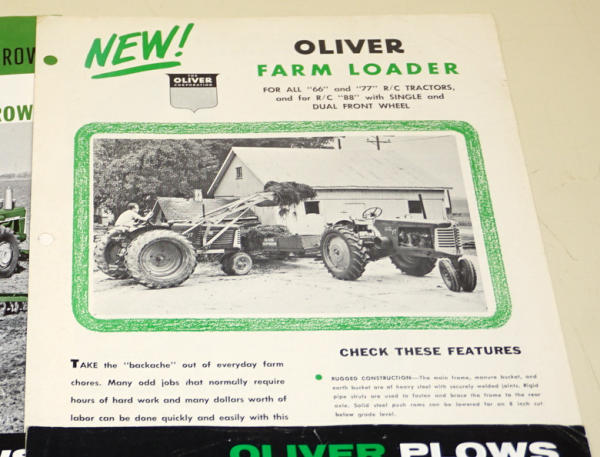 ROW
ROW
NEW!
THE
OLIVER
CORPORATION
OLIVER
FARM LOADER
FOR ALL "66" and "77" R/C TRACTORS,
and for R/C "88" with SINGLE and
DUAL FRONT WHEEL
TAKE the "backache" out of everyday farm
chores. Many odd jobs that normally require
hours of hard work and many dollars worth of
labor can be done quickly and easily with this
CHECK THESE FEATURES
RUGGED CONSTRUCTION—The main frame, manure bucket, and
earth bucket are of heavy steel with securely welded joints. Rigid
pipe struts are used to fasten and brace the frame to the rear
axle. Solid steel push rams can be lowered for an 8 inch cut
below grade level.
WS
OLIVER PLOWS